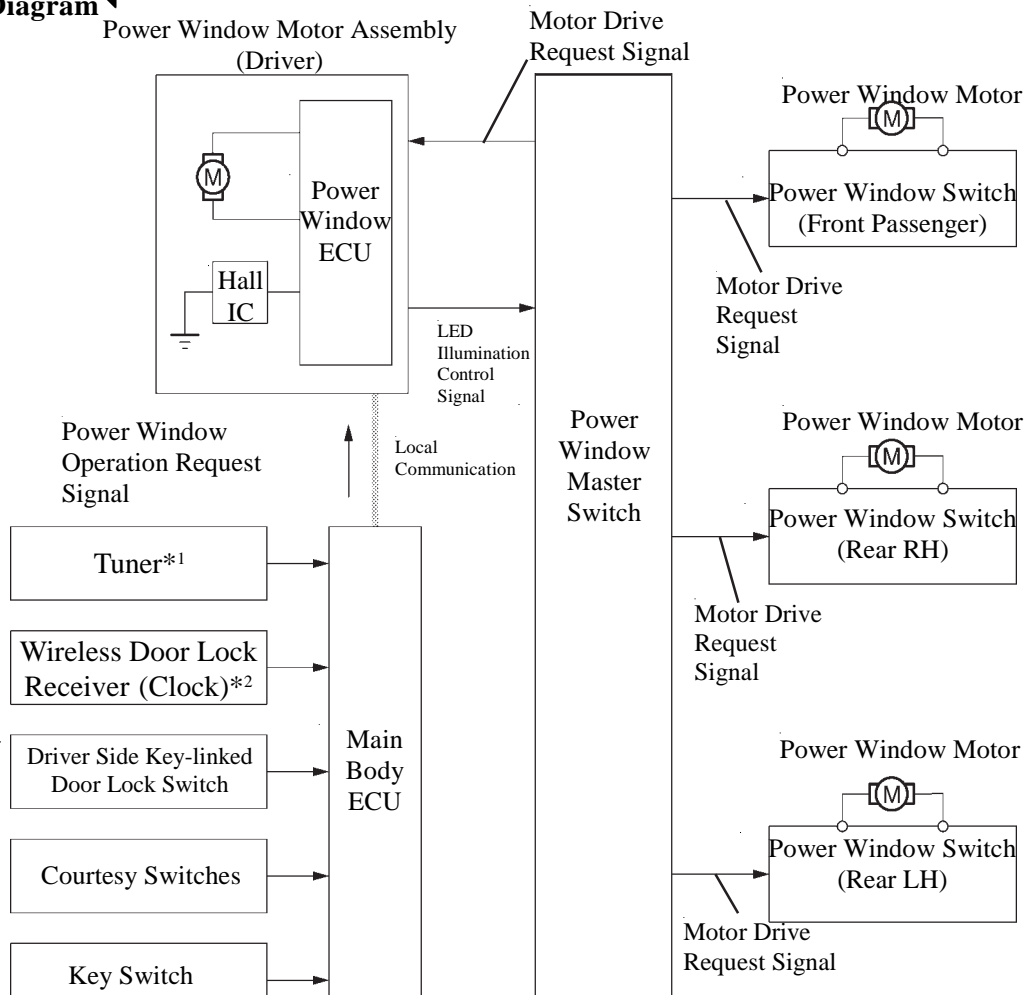 Diagram
Power Window Motor Assembly
(Driver)
Motor Drive
Request Signal
Power Window Motor
M
Power Window Switch
(Front Passenger)
M
Power
Window
ECU
Hall
IC
Motor Drive
Request
Signal
LED
Illumination
Control
Signal
Power Window
Operation Request
Signal
Local
Communication
Power
Window
Master
Switch
Power Window Motor
M
Power Window Switch
(Rear RH)
Motor Drive
Request
Signal
Tuner*1
Wireless Door Lock
Receiver (Clock)*2
Driver Side Key-linked
Door Lock Switch
Courtesy Switches
Key Switch
Main
Body
ECU
Power Window Motor
M
Power Window Switch
(Rear LH)
Motor Drive
Request Signal